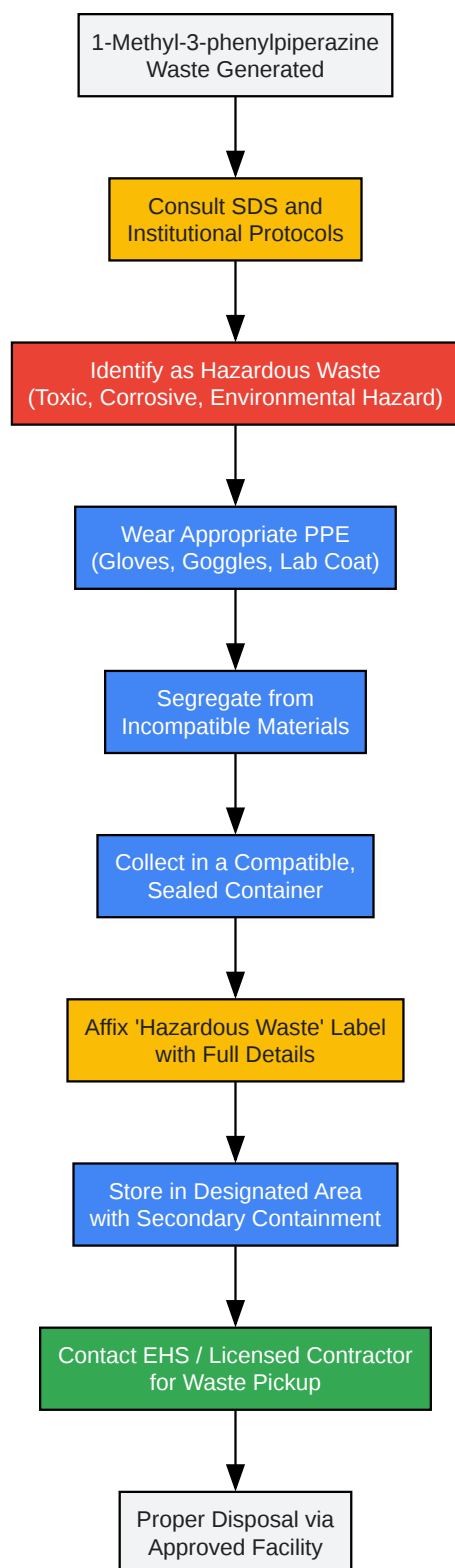 1-Methyl-3-phenylpiperazine
Waste Generated
Consult SDS and
Institutional Protocols
Identify as Hazardous Waste
(Toxic, Corrosive, Environmental Hazard)
Wear Appropriate PPE
(Gloves, Goggles, Lab Coat)
Segregate from
Incompatible Materials
Collect in a Compatible,
Sealed Container
Affix 'Hazardous Waste' Label
with Full Details
Store in Designated Area
with Secondary Containment
Contact EHS / Licensed Contractor
for Waste Pickup
Proper Disposal via
Approved Facility